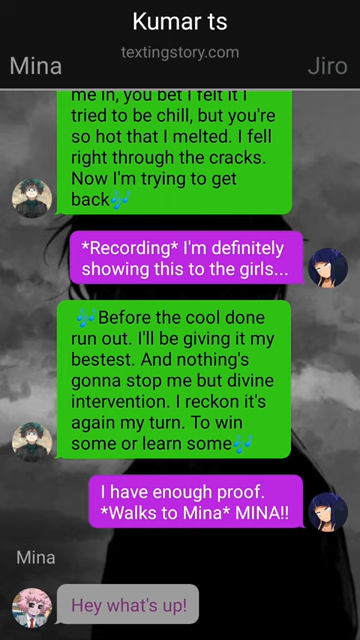 Kumar ts
textingstory.com
Mina
Jiro
me in, you bet I felt it I
tried to be chill, but you're
so hot that I melted. I fell
right through the cracks.
Now I'm trying to get
back🎶
*Recording* I'm definitely
showing this to the girls...
🎶Before the cool done
run out. I'll be giving it my
bestest. And nothing's
gonna stop me but divine
intervention. I reckon it's
again my turn. To win
some or learn some🎶
I have enough proof.
*Walks to Mina* MINA!!
Mina
Hey what's up!